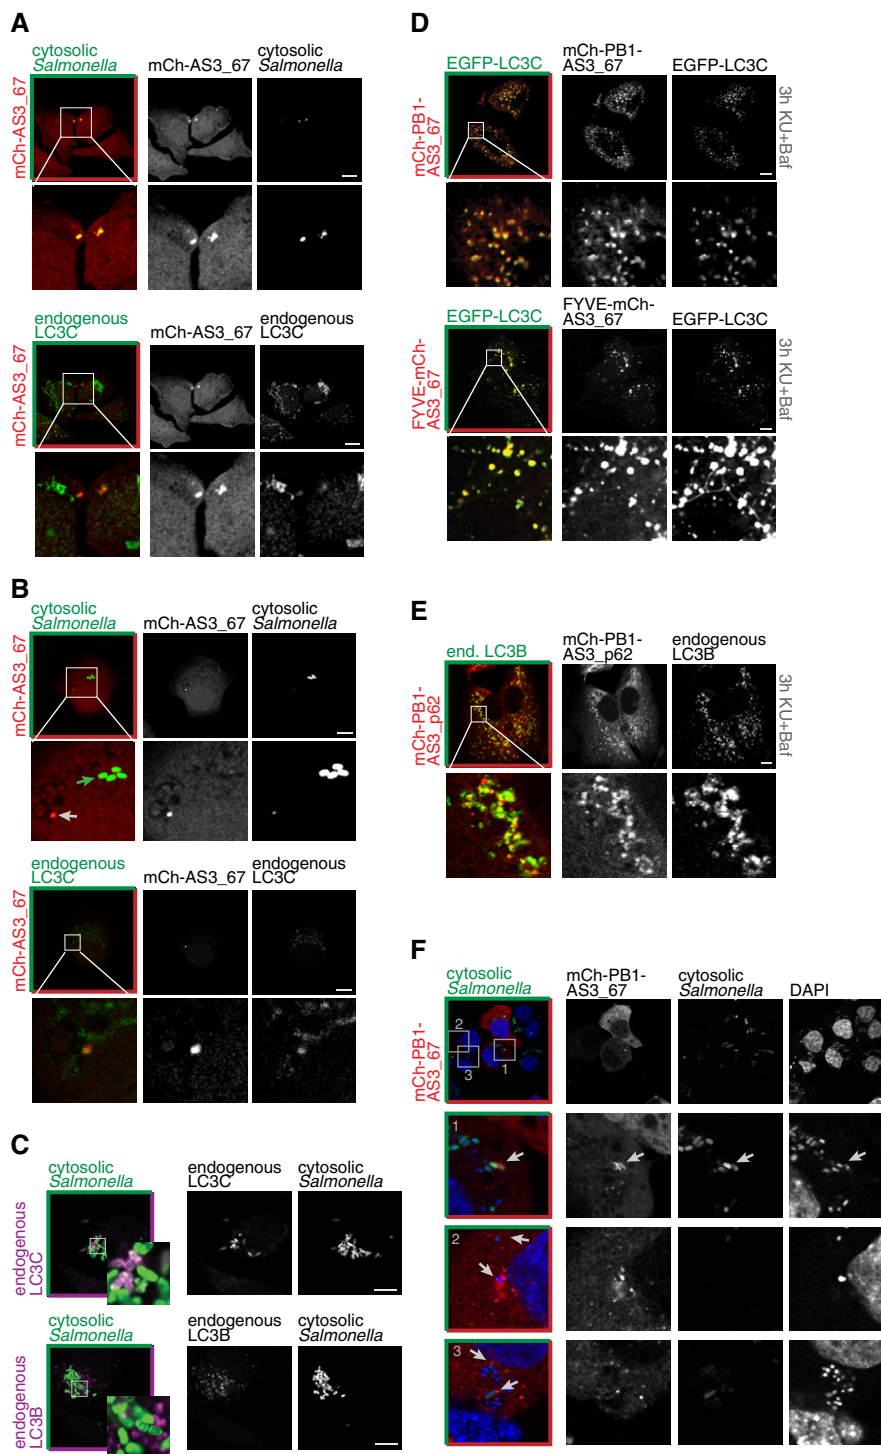 A
cytosolic
Salmonella
mCh-AS3_67
cytosolic
Salmonella
mCh-AS3_67
endogenous
LC3C
mCh-AS3_67
endogenous
LC3C
mCh-AS3_67
B
cytosolic
Salmonella
mCh-AS3_67
cytosolic
Salmonella
mCh-AS3_67
endogenous
LC3C
mCh-AS3_67
endogenous
LC3C
mCh-AS3_67
C
cytosolic
Salmonella
endogenous
LC3C
cytosolic
Salmonella
endogenous
LC3C
cytosolic
Salmonella
endogenous
LC3B
cytosolic
Salmonella
endogenous
LC3B
D
EGFP-LC3C
mCh-PB1-
AS3_67
EGFP-LC3C
mCh-PB1-
AS3_67
3h KU+Baf
EGFP-LC3C
FYVE-mCh-
AS3_67
EGFP-LC3C
FYVE-mCh-
AS3_67
3h KU+Baf
E
end. LC3B
mCh-PB1-
AS3_p62
endogenous
LC3B
mCh-PB1-
AS3_p62
3h KU+Baf
F
cytosolic
Salmonella
mCh-PB1-
AS3_67
cytosolic
Salmonella
DAPI
mCh-PB1-
AS3_67
2
3
1
1
2
3